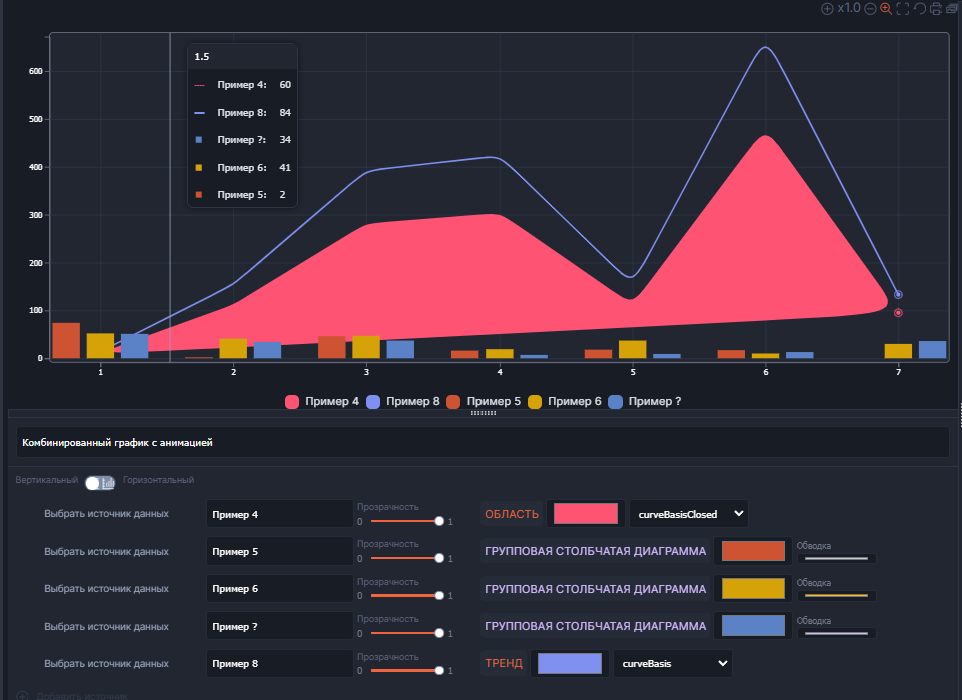 x1.0
1.5
Пример 4: 60
Пример 8: 84
Пример ?: 34
Пример 6: 41
Пример 5: 2
600
500
400
300
200
100
0
1 2 3 4 5 6 7
Пример 4 Пример 8 Пример 5 Пример 6 Пример ?
Комбинированный график с анимацией
Вертикальный Горизонтальный
Выбрать источник данных Пример 4 Прозрачность 0 1 ОБЛАСТЬ curveBasisClosed
Выбрать источник данных Пример 5 Прозрачность 0 1 ГРУППОВАЯ СТОЛБЧАТАЯ ДИАГРАММА Обводка
Выбрать источник данных Пример 6 Прозрачность 0 1 ГРУППОВАЯ СТОЛБЧАТАЯ ДИАГРАММА Обводка
Выбрать источник данных Пример ? Прозрачность 0 1 ГРУППОВАЯ СТОЛБЧАТАЯ ДИАГРАММА Обводка
Выбрать источник данных Пример 8 Прозрачность 0 1 ТРЕНД curveBasis
Добавить источник